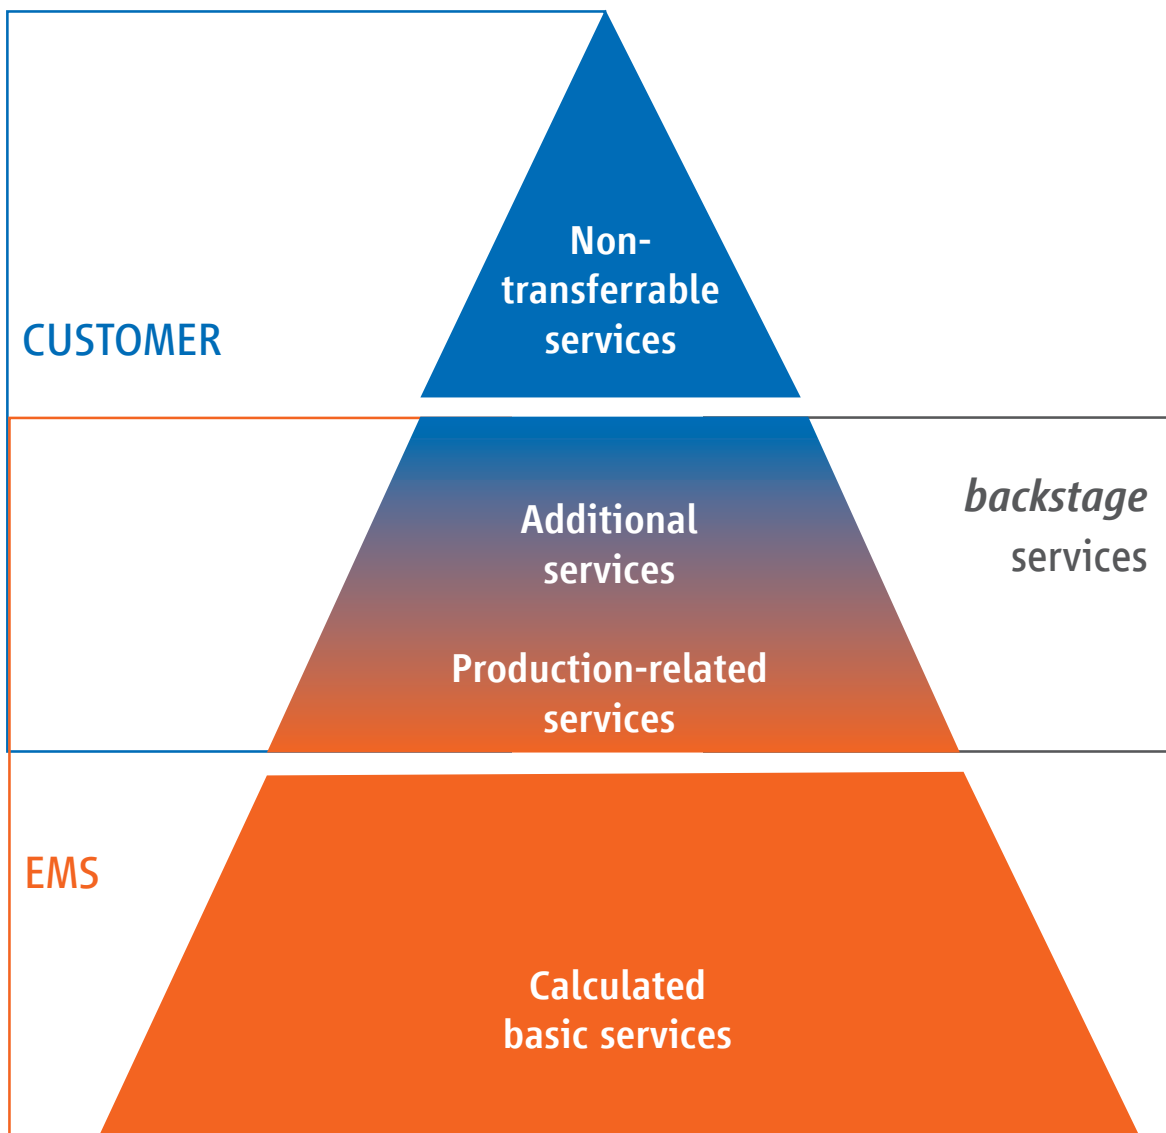 Non-
transferrable
services
CUSTOMER
backstage
services
Additional
services
Production-related
services
EMS
Calculated
basic services